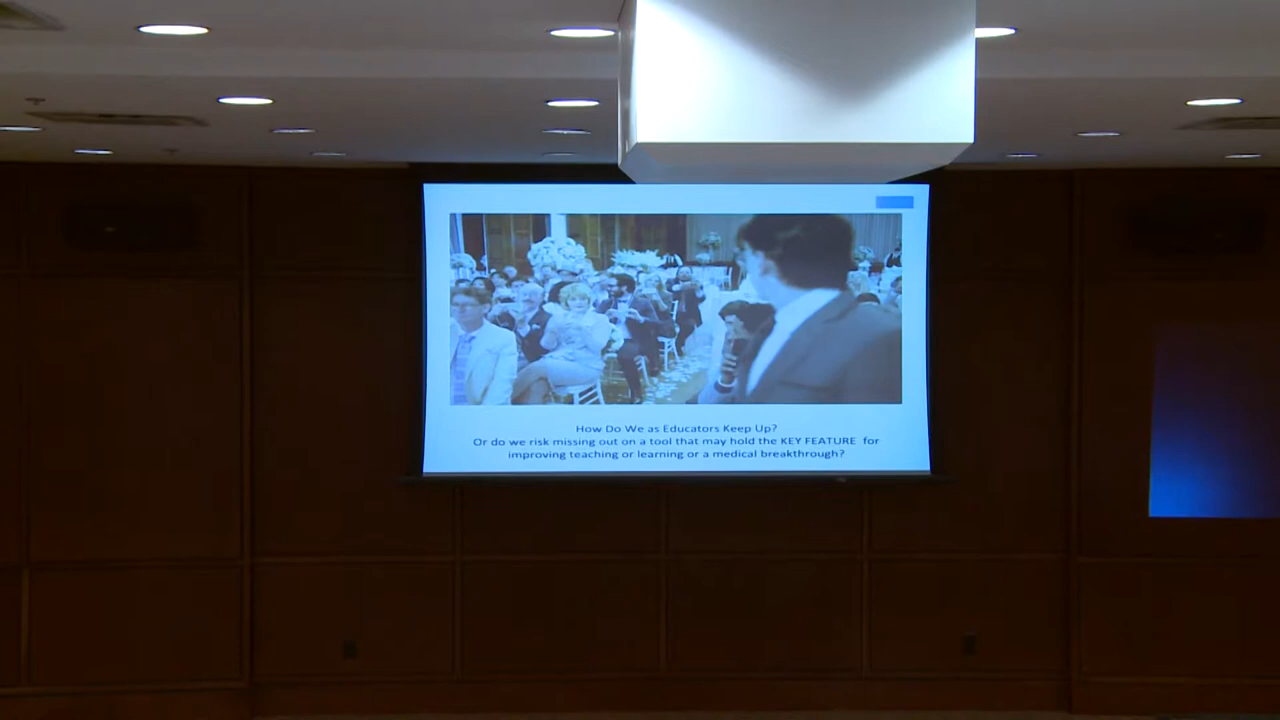 How Do We as Educators Keep Up?
Or do we risk missing out on a tool that may hold the KEY FEATURE for
improving teaching or learning or a medical breakthrough?